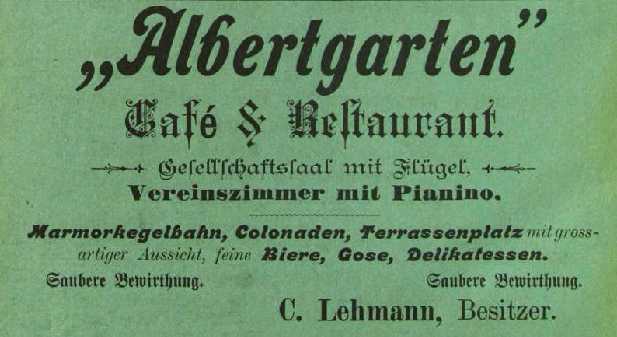 „Albertgarten”
Café & Restaurant.
Gesellschaftssaal mit Flügel,
Vereinszimmer mit Pianino.
Marmorkegelbahn, Colonaden, Terrassenplatz mit gross-
artiger Aussicht, feine Biere, Gose, Delikatessen.
Saubere Bewirthung. Saubere Bewirthung.
C. Lehmann, Besitzer.